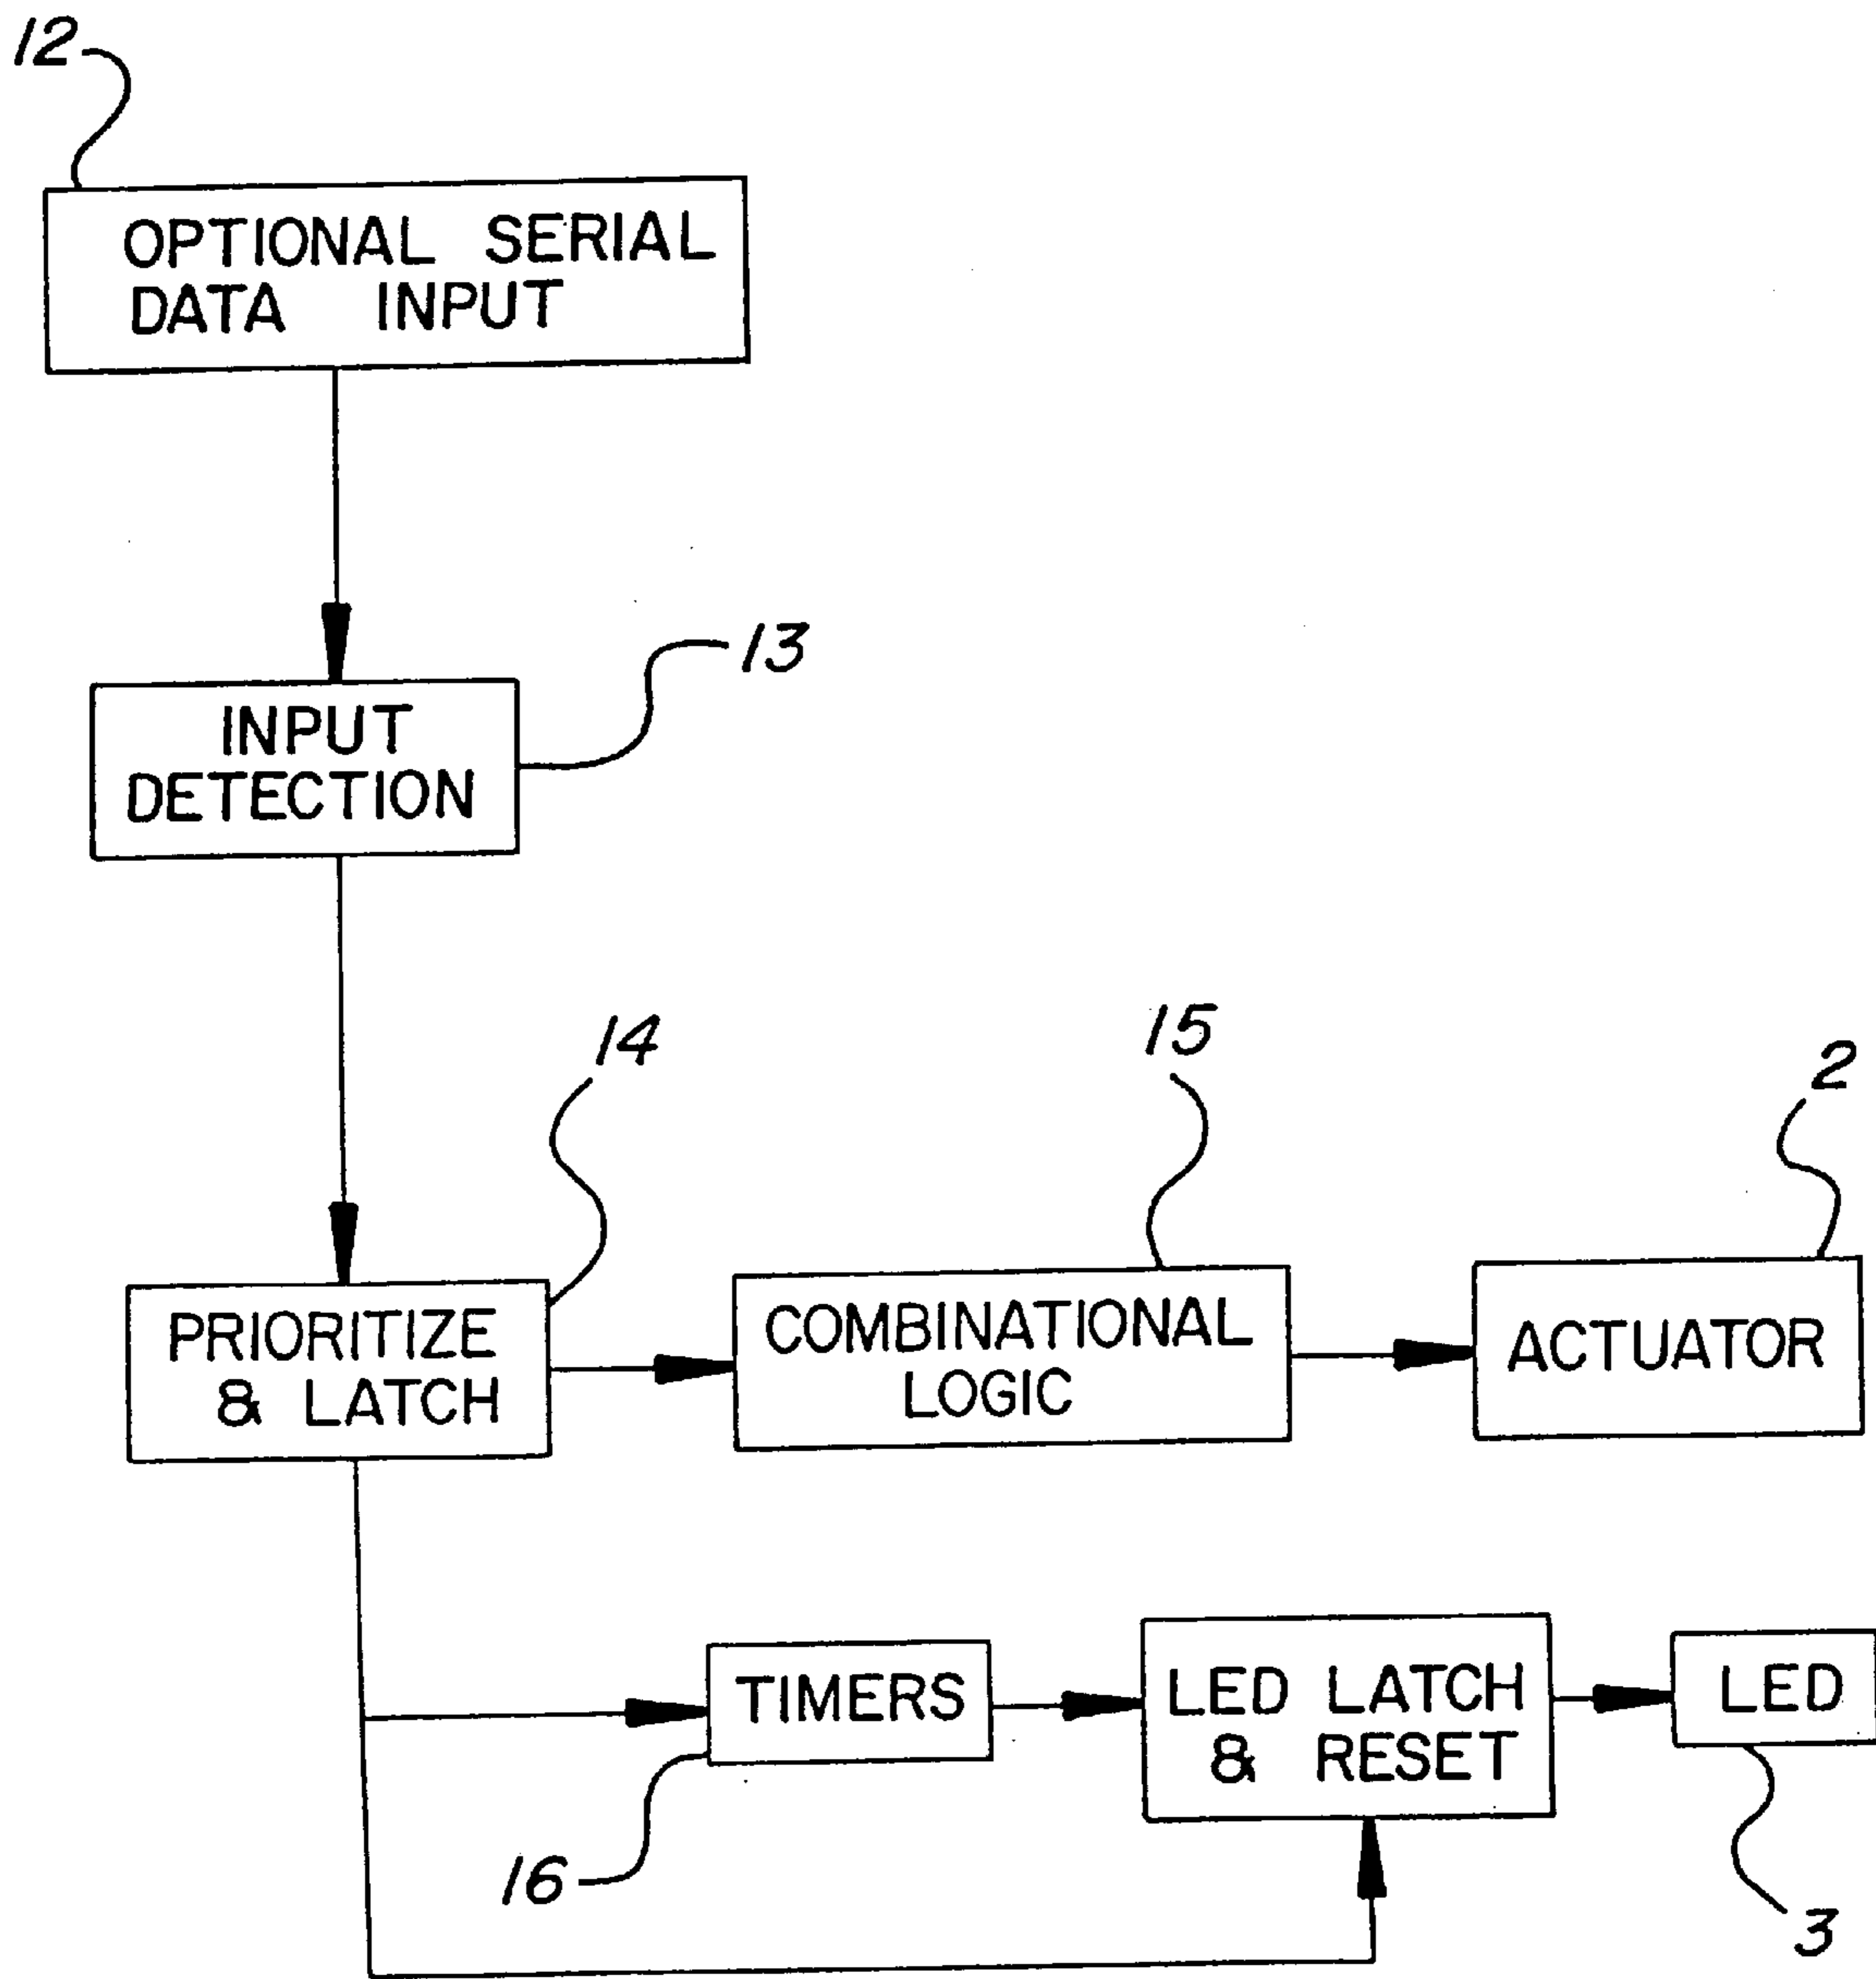 12
OPTIONAL SERIAL
DATA INPUT
13
INPUT
DETECTION
14
15
2
PRIORITIZE
& LATCH
COMBINATIONAL
LOGIC
ACTUATOR
TIMERS
LED LATCH
& RESET
LED
16
3